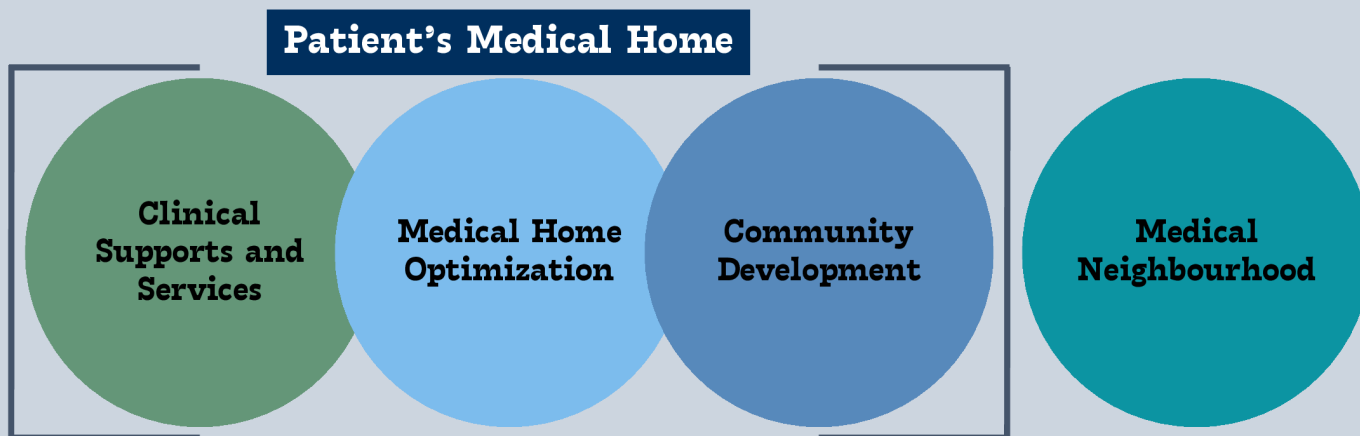 Patient’s Medical Home
Clinical
Supports and
Services
Medical Home
Optimization
Community
Development
Medical
Neighbourhood